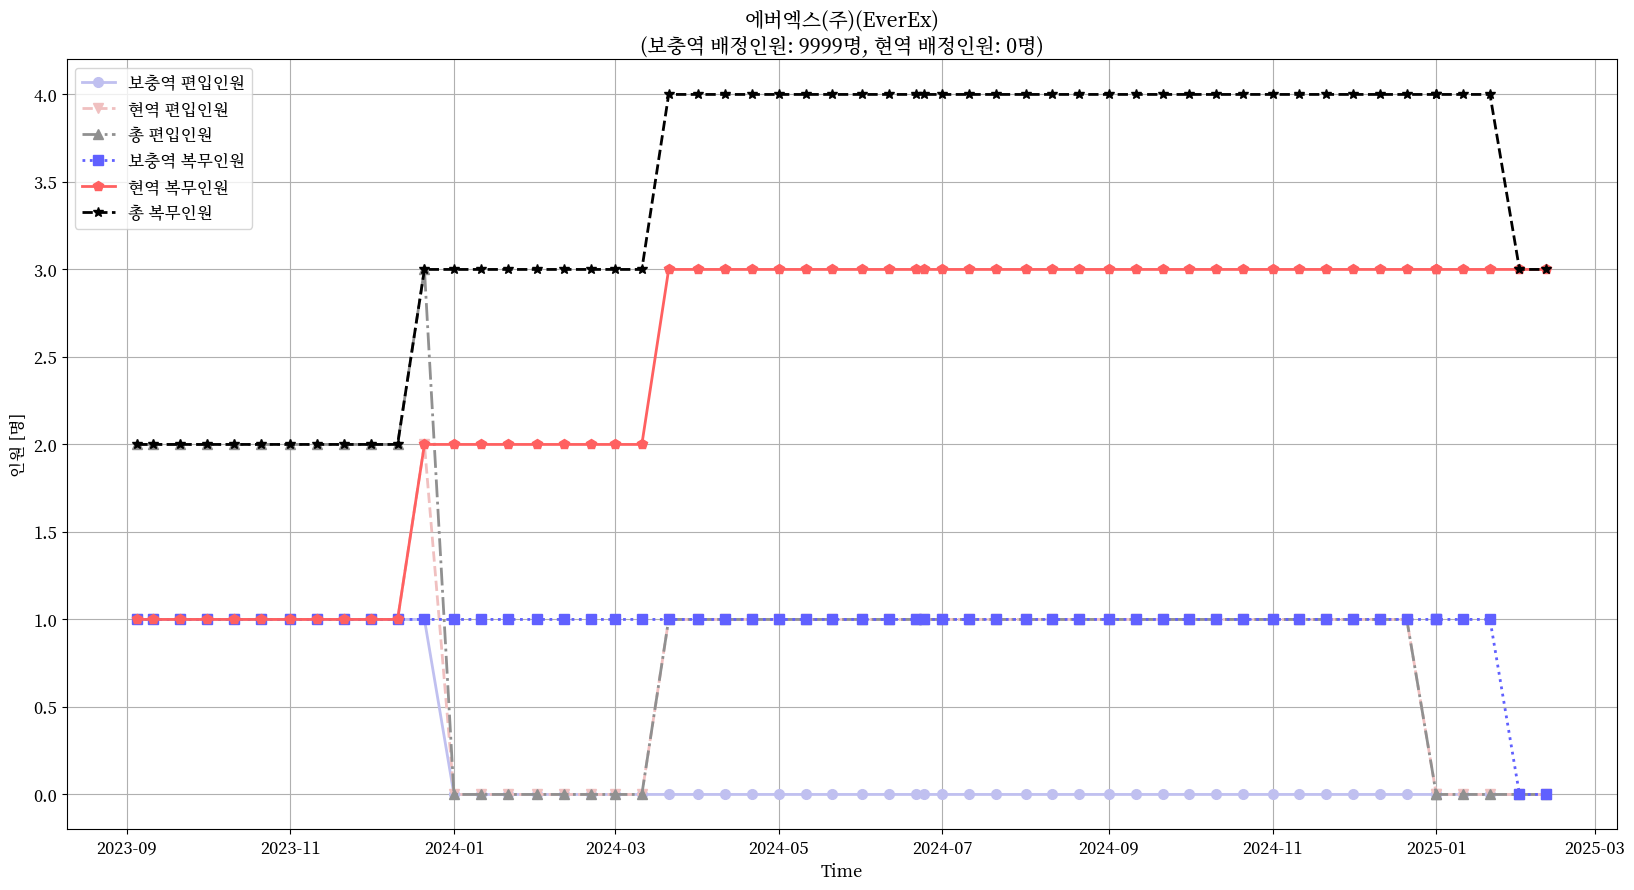 에버엑스(주)(EverEx)
(보충역 배정인원: 9999명, 현역 배정인원: 0명)
보충역 편입인원
현역 편입인원
총 편입인원
보충역 복무인원
현역 복무인원
총 복무인원
4.0
3.5
3.0
2.5
2.0
1.5
1.0
0.5
0.0
인원 [명]
2023-09 2023-11 2024-01 2024-03 2024-05 2024-07 2024-09 2024-11 2025-01 2025-03
Time